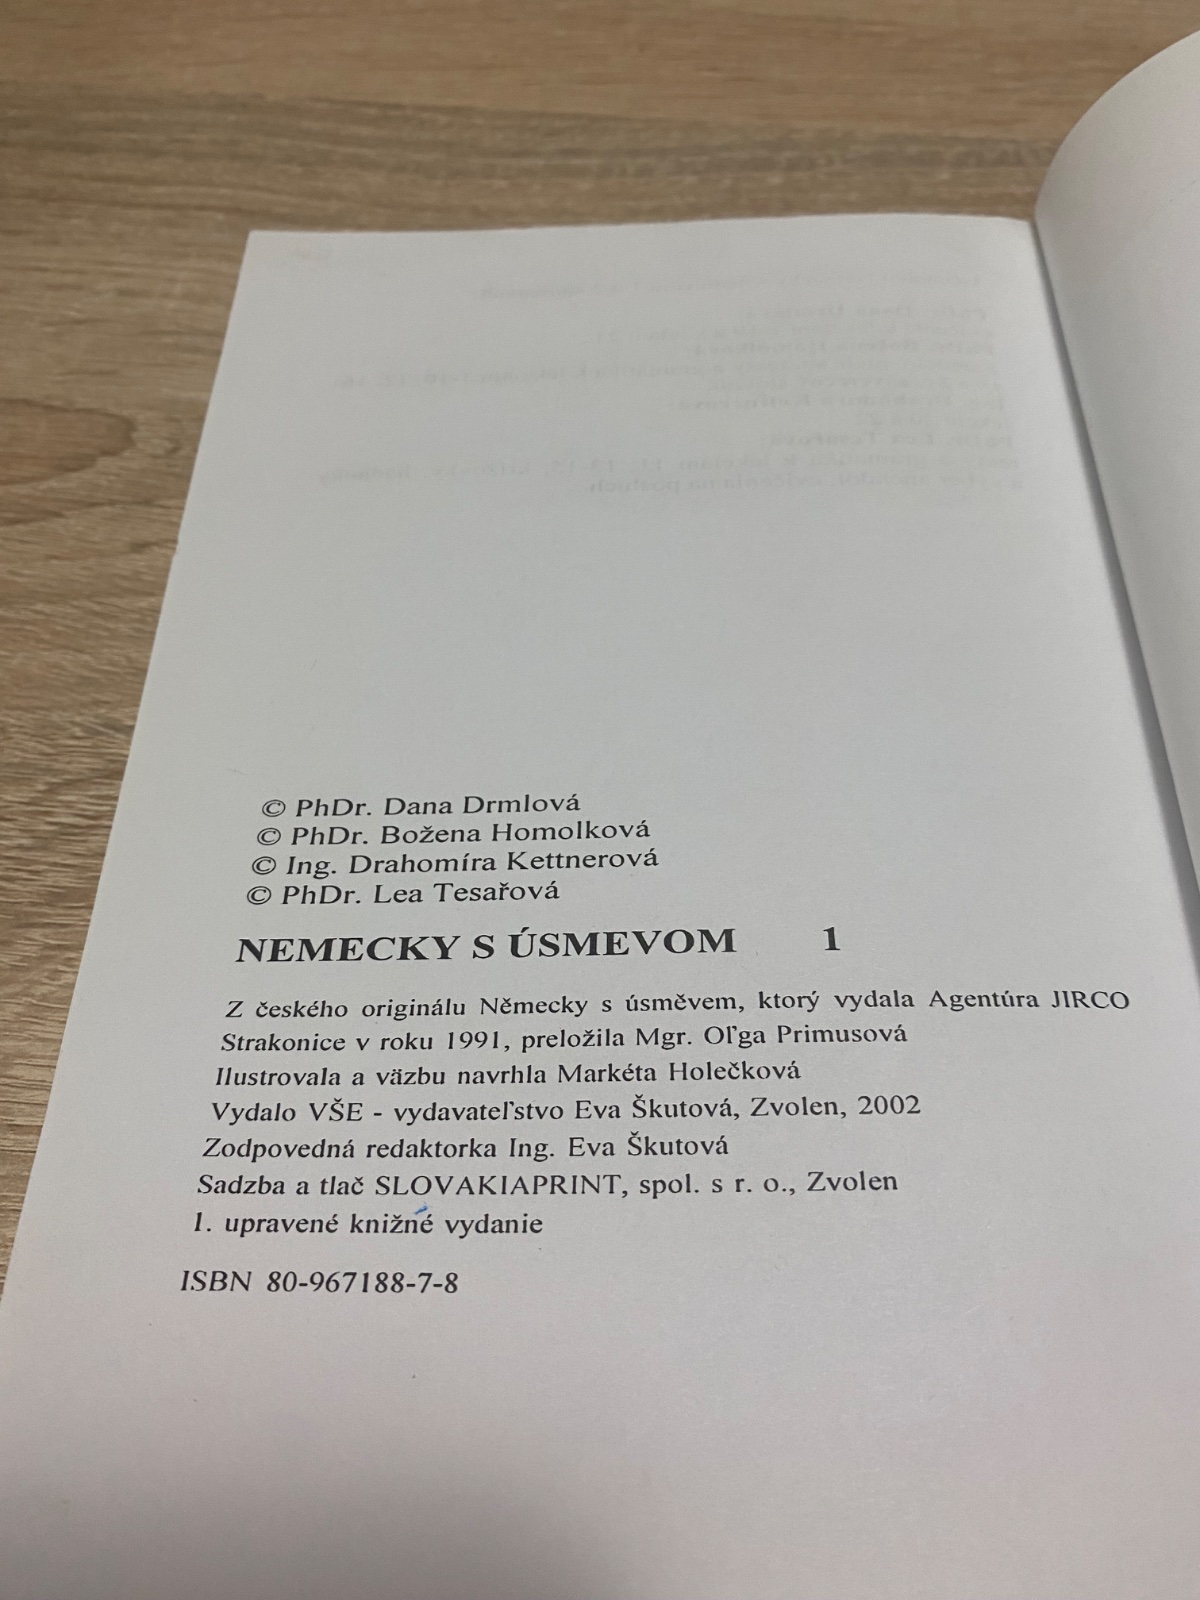 © PhDr. Dana Drmlová
© PhDr. Božena Homolková
© Ing. Drahomíra Kettnerová
© PhDr. Lea Tesařová
NEMECKY S ÚSMEVOM 1
Z českého originálu Německy s úsměvem, ktorý vydala Agentúra JIRCO
Strakonice v roku 1991, preložila Mgr. Oľga Primusová
Ilustrovala a väzbu navrhla Markéta Holečková
Vydalo VŠE - vydavateľstvo Eva Škutová, Zvolen, 2002
Zodpovedná redaktorka Ing. Eva Škutová
Sadzba a tlač SLOVAKIAPRINT, spol. s r. o., Zvolen
1. upravené knižné vydanie
ISBN 80-967188-7-8